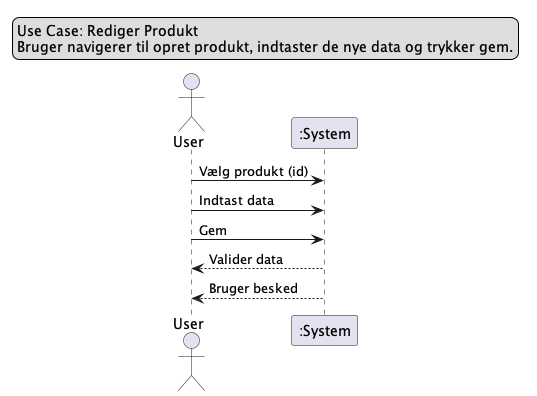 Use Case: Rediger Produkt
Bruger navigerer til opret produkt, indtaster de nye data og trykker gem.
User
:System
Vælg produkt (id)
Indtast data
Gem
Valider data
Bruger besked
User
:System